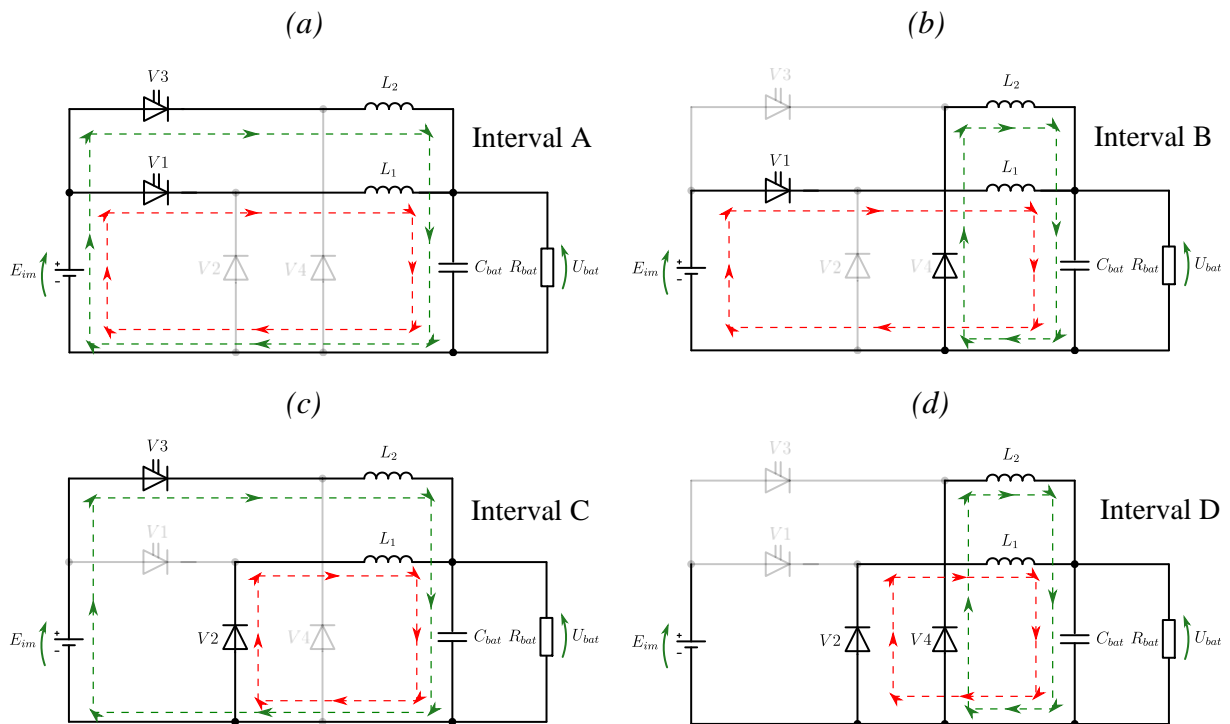 (a)
V3
L2
Interval A
V1
L1
+
-
Eim
V2
V4
Cbat
Rbat
Ubat
(b)
V3
L2
Interval B
V1
L1
+
-
Eim
V2
V4
Cbat
Rbat
Ubat
(c)
V3
L2
Interval C
V1
L1
+
-
Eim
V2
V4
Cbat
Rbat
Ubat
(d)
V3
L2
Interval D
V1
L1
+
-
Eim
V2
V4
Cbat
Rbat
Ubat